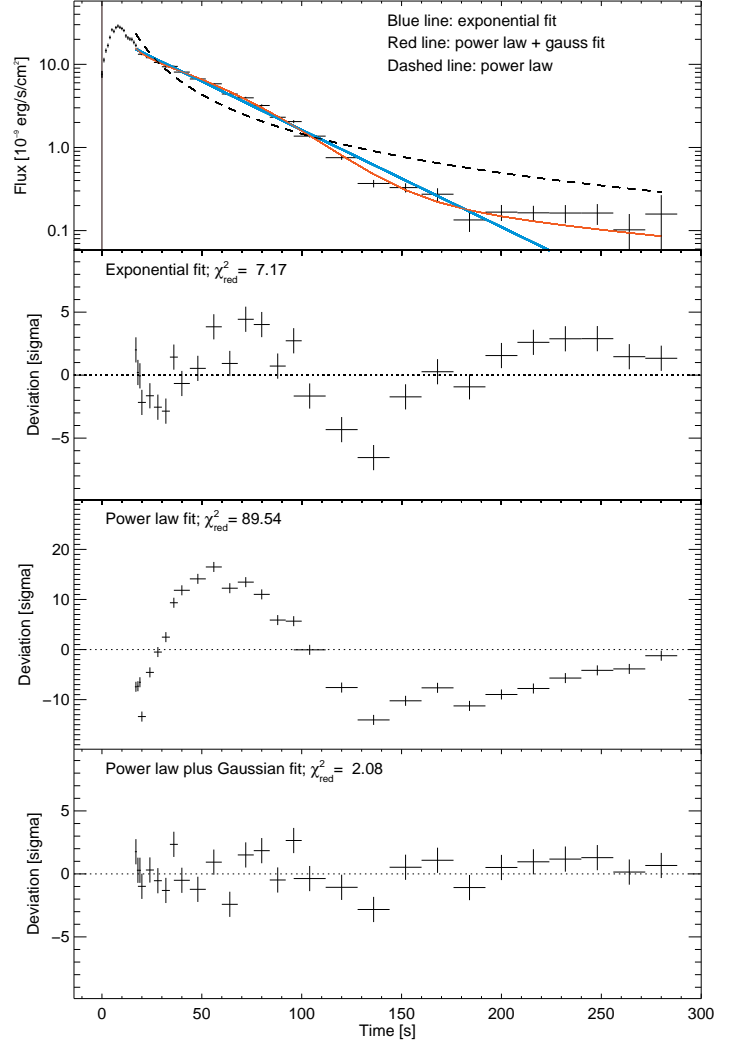 Blue line: exponential fit
Red line: power law + gauss fit
Dashed line: power law
10.0
1.0
0.1
Flux [10⁻⁹ erg/s/cm²]
Exponential fit; χ²red= 7.17
5
0
−5
Deviation [sigma]
Power law fit; χ²red= 89.54
20
10
0
−10
Deviation [sigma]
Power law plus Gaussian fit; χ²red= 2.08
5
0
−5
Deviation [sigma]
0 50 100 150 200 250 300
Time [s]